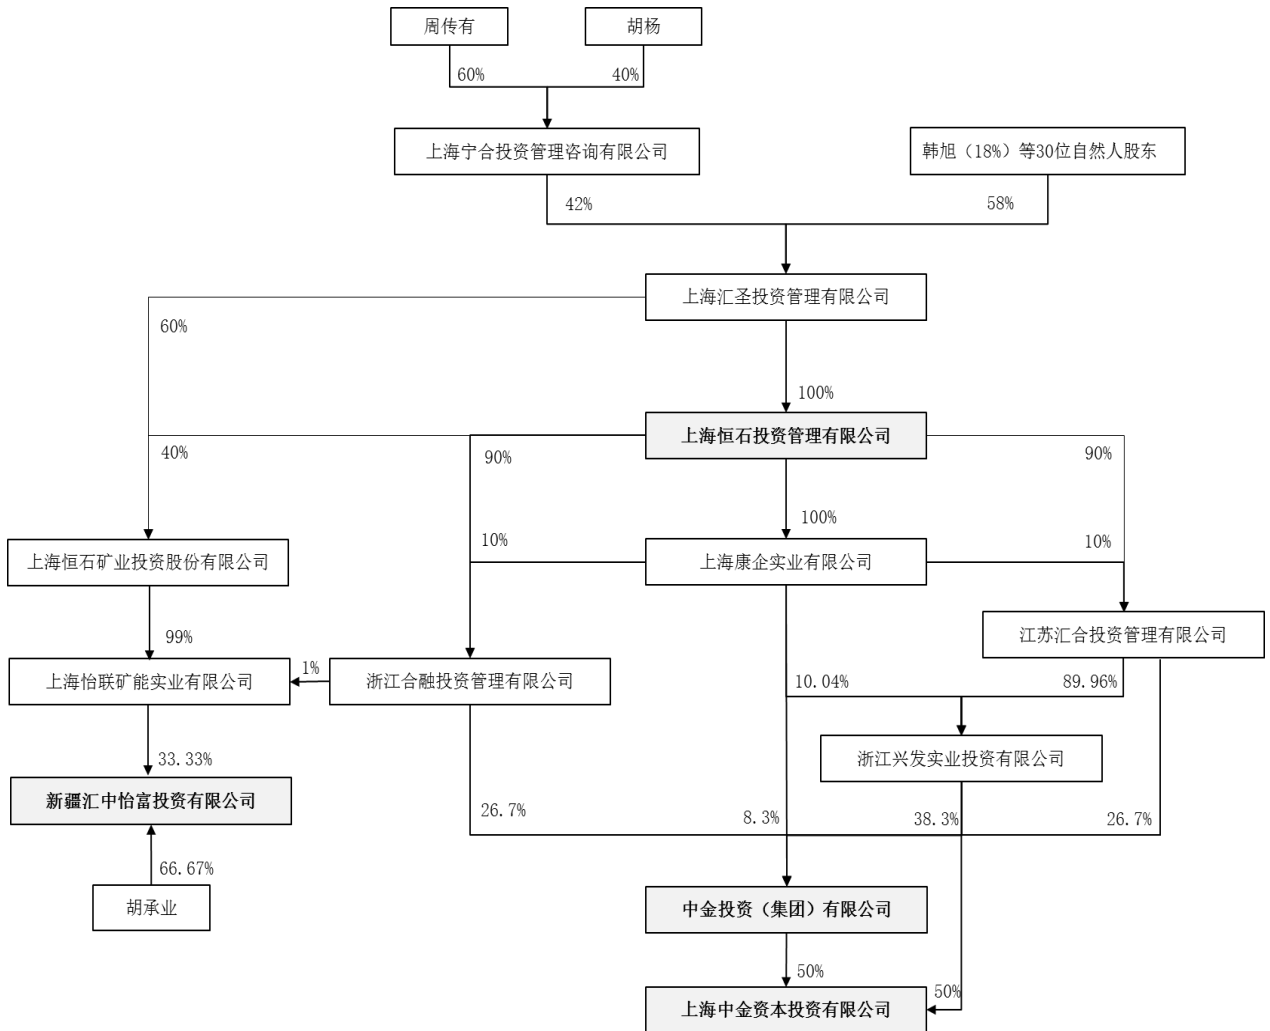 周传有
胡杨
60%
40%
上海宁合投资管理咨询有限公司
韩旭（18%）等30位自然人股东
42%
58%
上海汇圣投资管理有限公司
60%
100%
上海恒石投资管理有限公司
40%
90%
90%
100%
10%
10%
上海恒石矿业投资股份有限公司
上海康企实业有限公司
江苏汇合投资管理有限公司
99%
1%
上海怡联矿能实业有限公司
浙江合融投资管理有限公司
10.04%
89.96%
33.33%
浙江兴发实业投资有限公司
新疆汇中怡富投资有限公司
26.7%
8.3%
38.3%
26.7%
66.67%
胡承业
中金投资（集团）有限公司
50%
50%
上海中金资本投资有限公司